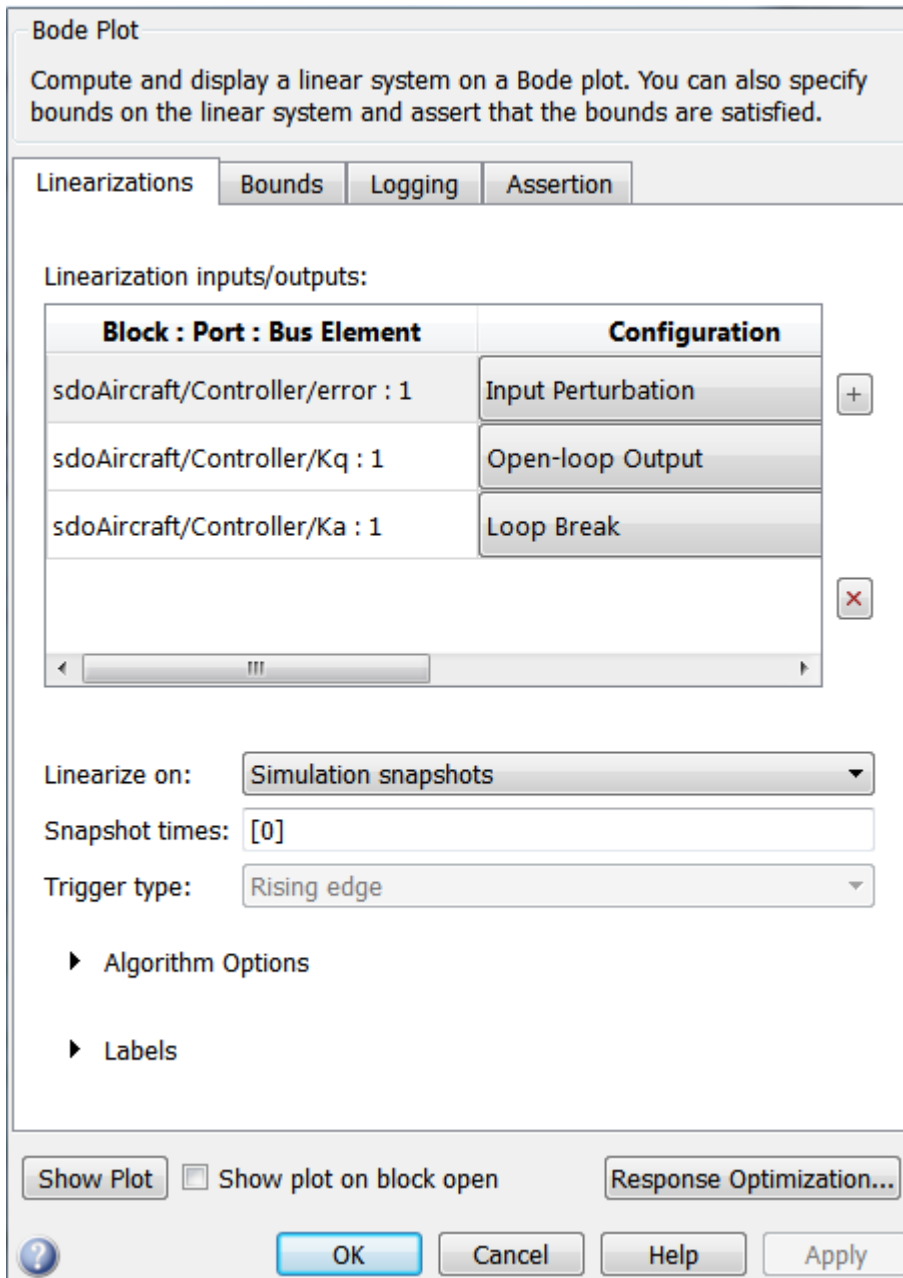 Bode Plot
Compute and display a linear system on a Bode plot. You can also specify
bounds on the linear system and assert that the bounds are satisfied.
Linearizations Bounds Logging Assertion
Linearization inputs/outputs:
Block : Port : Bus Element Configuration
sdoAircraft/Controller/error : 1 Input Perturbation
sdoAircraft/Controller/Kq : 1 Open-loop Output
sdoAircraft/Controller/Ka : 1 Loop Break
Linearize on: Simulation snapshots
Snapshot times: [0]
Trigger type: Rising edge
Algorithm Options
Labels
Show Plot Show plot on block open Response Optimization...
OK Cancel Help Apply